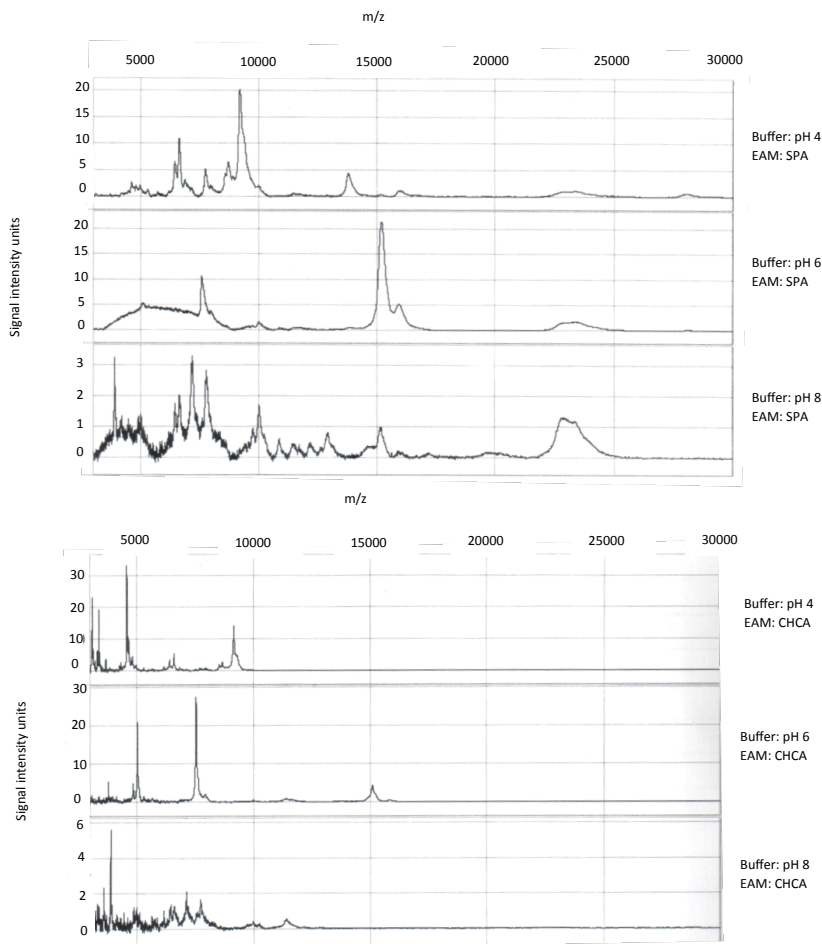 m/z
5000 10000 15000 20000 25000 30000
20
15
10
5
0
Buffer: pH 4
EAM: SPA
Signal intensity units
20
15
10
5
0
Buffer: pH 6
EAM: SPA
3
2
1
0
Buffer: pH 8
EAM: SPA
m/z
5000 10000 15000 20000 25000 30000
30
20
10
0
Buffer: pH 4
EAM: CHCA
Signal intensity units
30
20
10
0
Buffer: pH 6
EAM: CHCA
6
4
2
0
Buffer: pH 8
EAM: CHCA